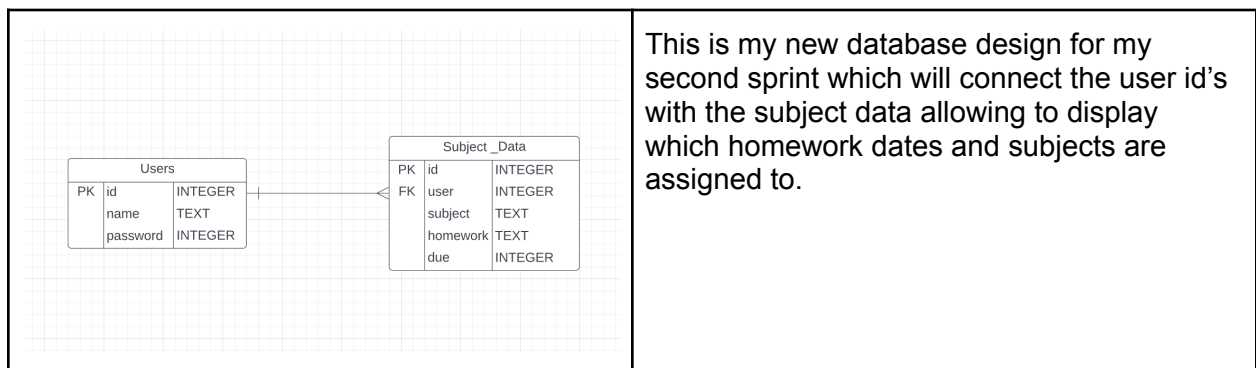 Users
PK id INTEGER
name TEXT
password INTEGER
Subject _Data
PK id INTEGER
FK user INTEGER
subject TEXT
homework TEXT
due INTEGER
This is my new database design for my
second sprint which will connect the user id’s
with the subject data allowing to display
which homework dates and subjects are
assigned to.